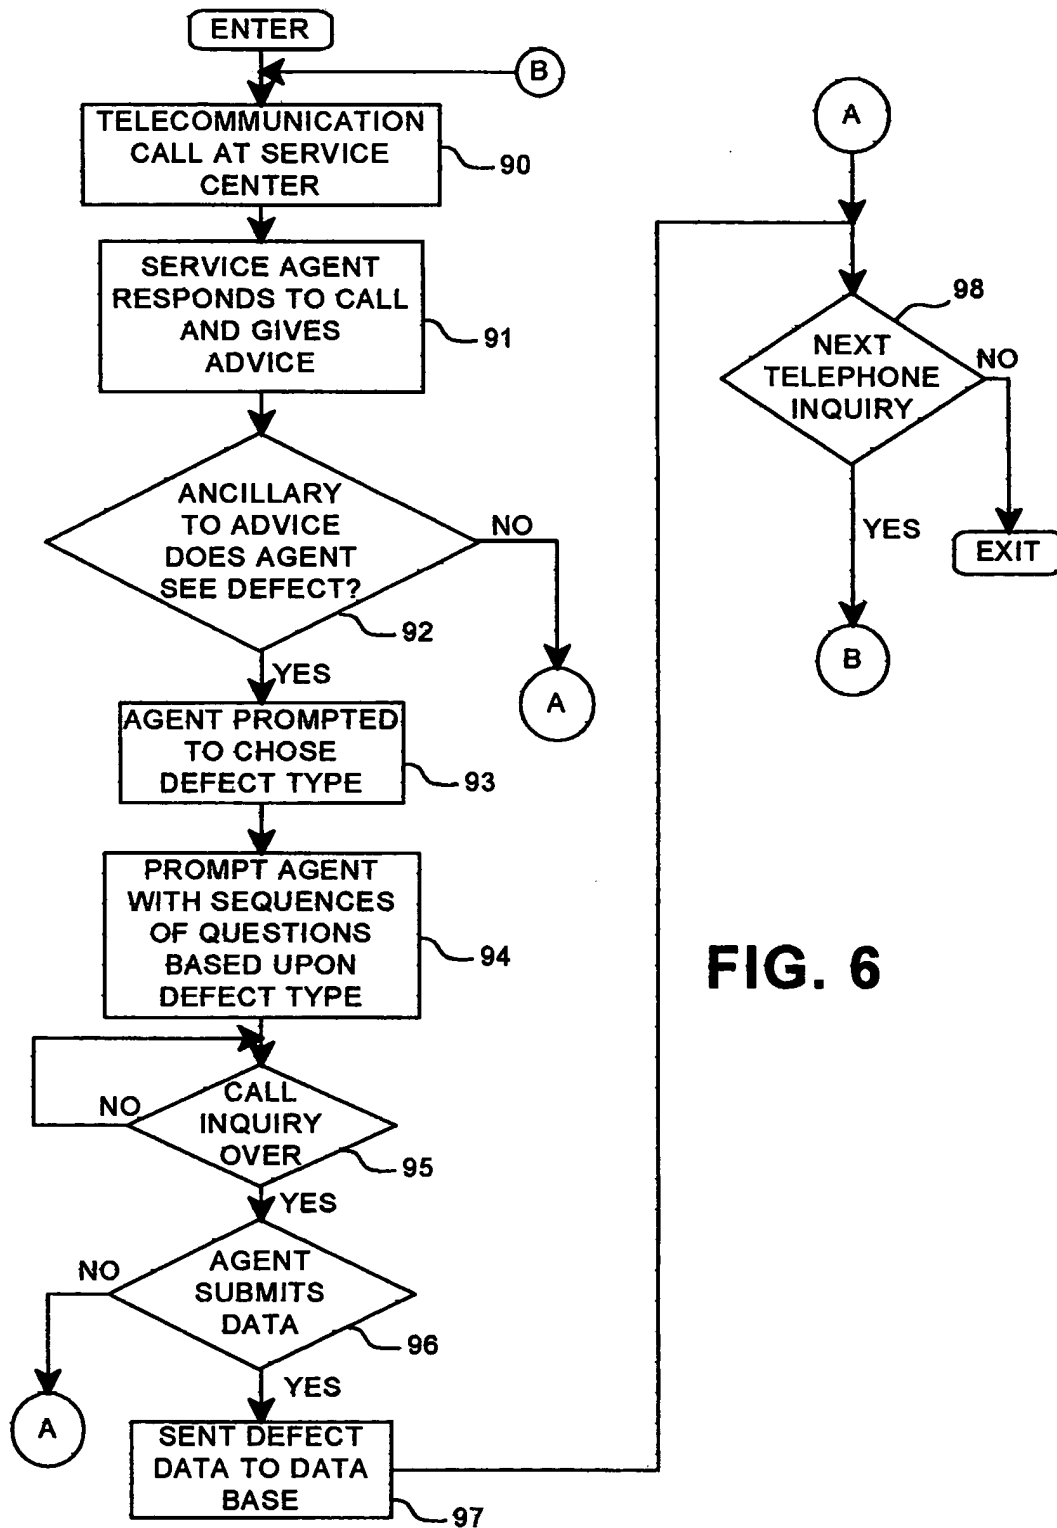 ENTER
B
TELECOMMUNICATION
CALL AT SERVICE
CENTER
90
SERVICE AGENT
RESPONDS TO CALL
AND GIVES
ADVICE
91
ANCILLARY
TO ADVICE
DOES AGENT
SEE DEFECT?
92
NO
A
YES
AGENT PROMPTED
TO CHOSE
DEFECT TYPE
93
PROMPT AGENT
WITH SEQUENCES
OF QUESTIONS
BASED UPON
DEFECT TYPE
94
CALL
INQUIRY
OVER
95
NO
YES
AGENT
SUBMITS
DATA
96
NO
A
YES
SENT DEFECT
DATA TO DATA
BASE
97
A
NEXT
TELEPHONE
INQUIRY
98
NO
EXIT
YES
B
FIG. 6